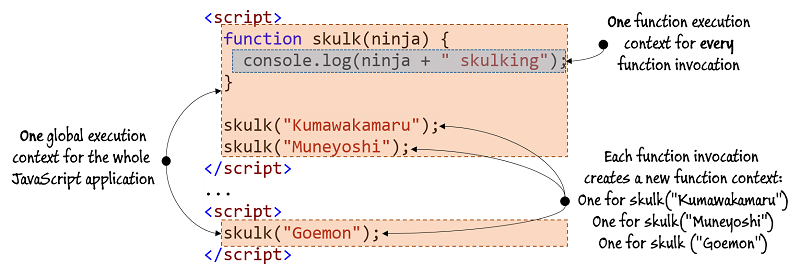 <script>
function skulk(ninja) {
console.log(ninja + " skulking");
}
skulk("Kumawakamaru");
skulk("Muneyoshi");
</script>
...
<script>
skulk("Goemon");
</script>
One function execution
context for every
function invocation
One global execution
context for the whole
JavaScript application
Each function invocation
creates a new function context:
One for skulk("Kumawakamaru")
One for skulk("Muneyoshi")
One for skulk ("Goemon")